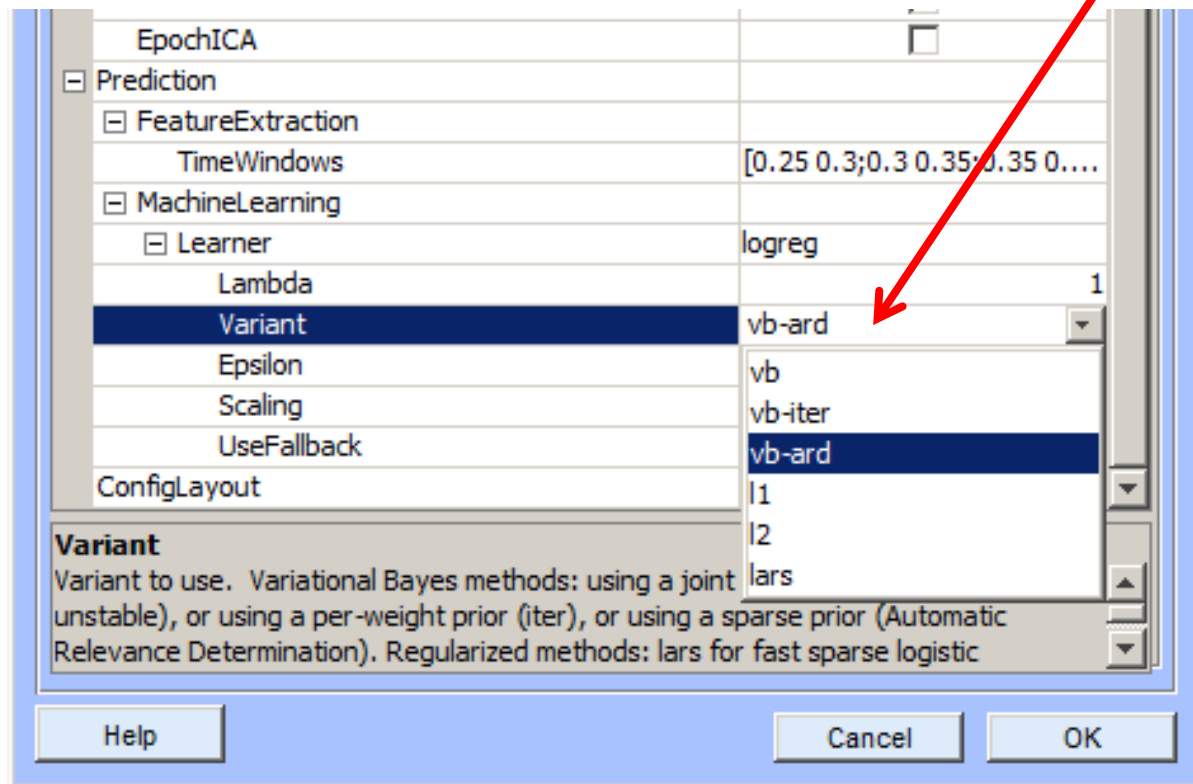 EpochICA
Prediction
FeatureExtraction
TimeWindows [0.25 0.3;0.3 0.35;0.35 0....
MachineLearning
Learner logreg
Lambda 1
Variant vb-ard
Epsilon vb
Scaling vb-iter
UseFallback vb-ard
ConfigLayout l1
l2
lars
Variant
Variant to use. Variational Bayes methods: using a joint
unstable), or using a per-weight prior (iter), or using a sparse prior (Automatic
Relevance Determination). Regularized methods: lars for fast sparse logistic
Help Cancel OK